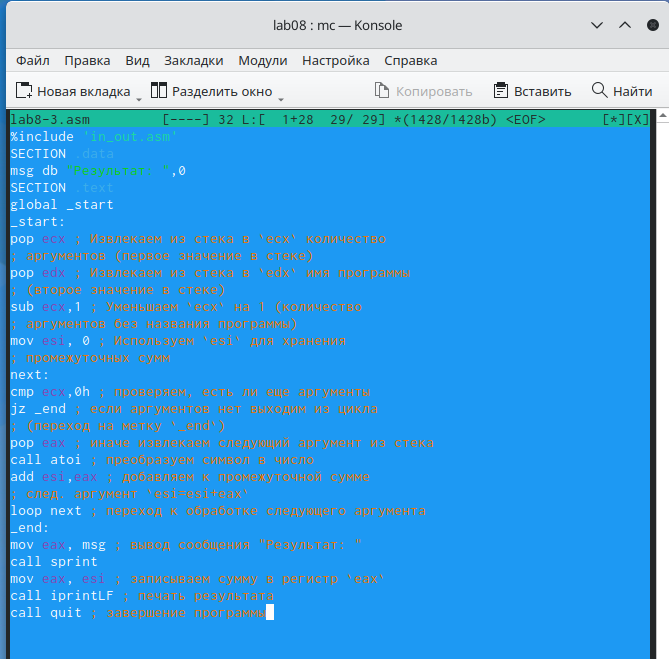 lab08 : mc — Konsole
Файл Правка Вид Закладки Модули Настройка Справка
Новая вкладка Разделить окно Копировать Вставить Найти
lab8-3.asm [----] 32 L:[ 1+28 29/ 29] *(1428/1428b) <EOF> [*][X]
%include 'in_out.asm'
SECTION .data
msg db "Результат: ",0
SECTION .text
global _start
_start:
pop ecx ; Извлекаем из стека в `ecx` количество
; аргументов (первое значение в стеке)
pop edx ; Извлекаем из стека в `edx` имя программы
; (второе значение в стеке)
sub ecx,1 ; Уменьшаем `ecx` на 1 (количество
; аргументов без названия программы)
mov esi, 0 ; Используем `esi` для хранения
; промежуточных сумм
next:
cmp ecx,0h ; проверяем, есть ли еще аргументы
jz _end ; если аргументов нет выходим из цикла
; (переход на метку `_end`)
pop eax ; иначе извлекаем следующий аргумент из стека
call atoi ; преобразуем символ в число
add esi,eax ; добавляем к промежуточной сумме
; след. аргумент `esi=esi+eax`
loop next ; переход к обработке следующего аргумента
_end:
mov eax, msg ; вывод сообщения "Результат: "
call sprint
mov eax, esi ; записываем сумму в регистр `eax`
call iprintLF ; печать результата
call quit ; завершение программы